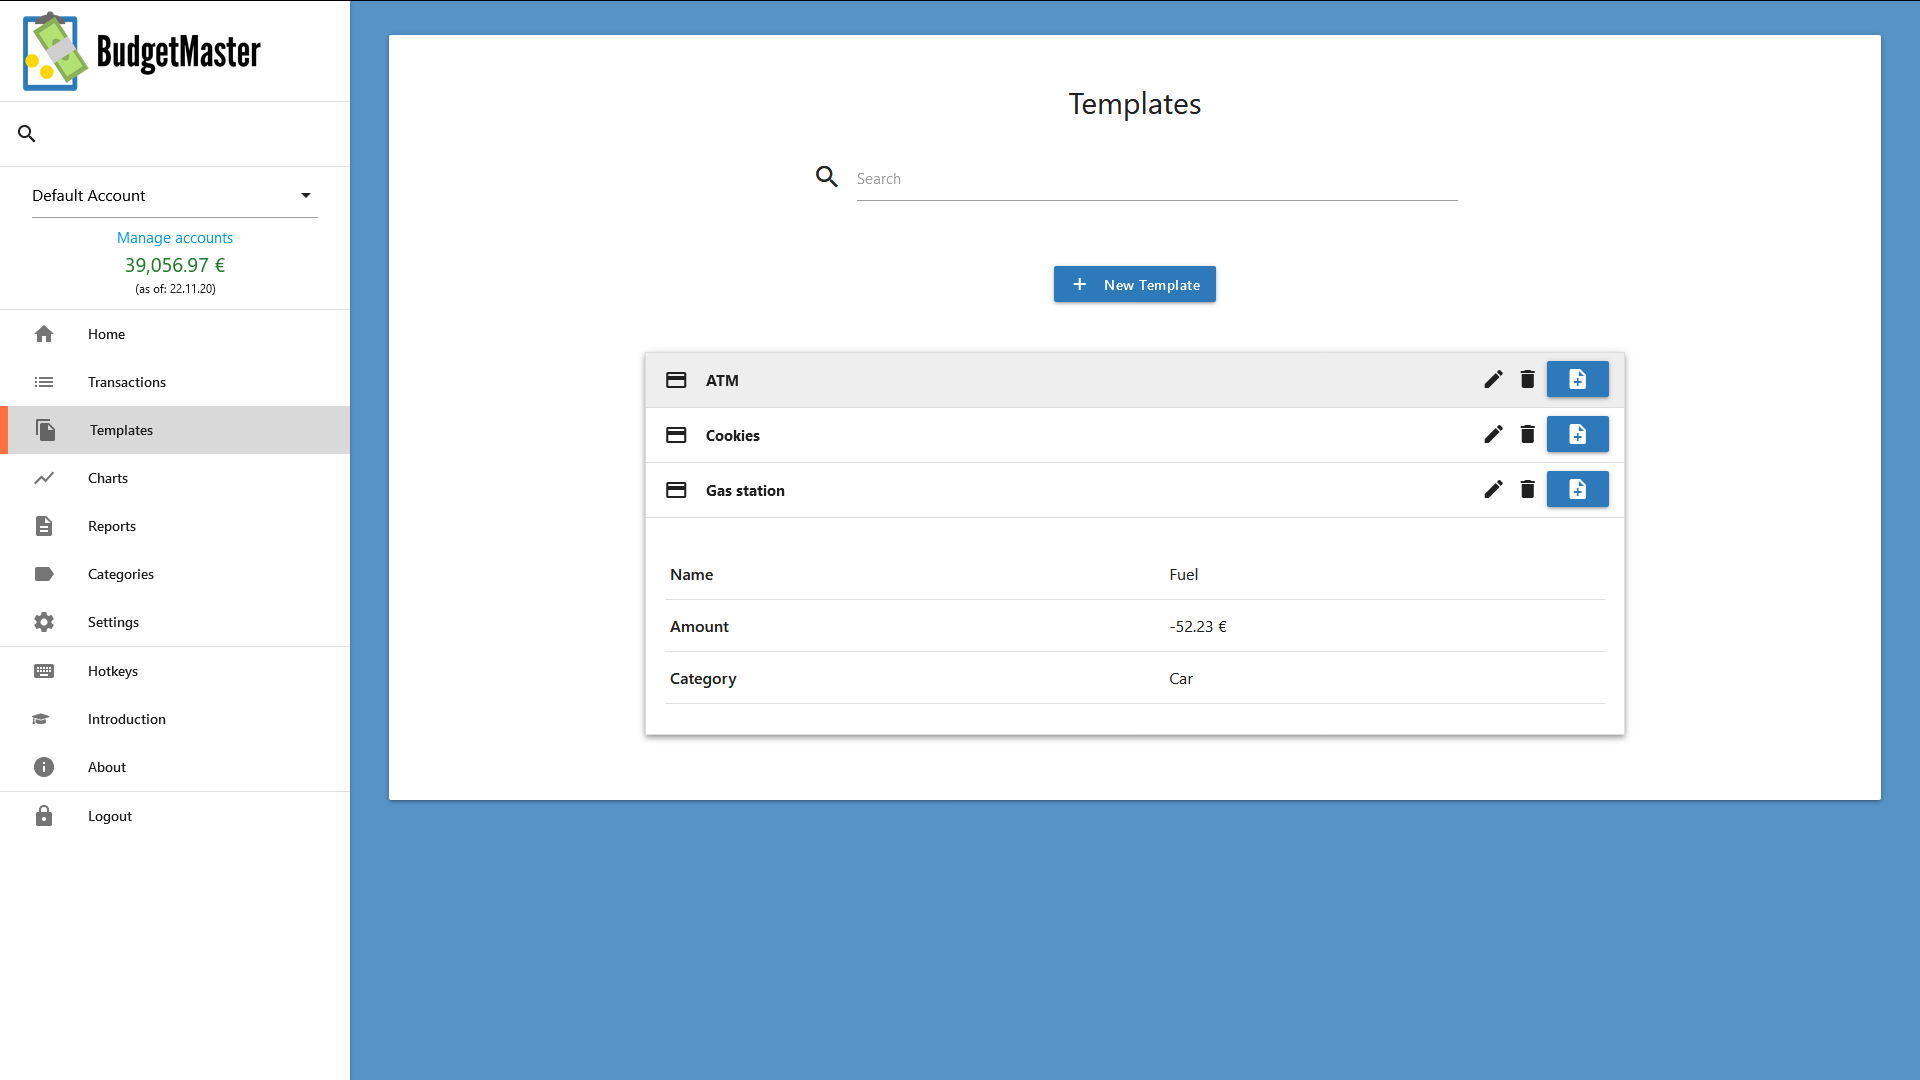 BudgetMaster
Default Account
Manage accounts
39,056.97 €
(as of: 22.11.20)
Home
Transactions
Templates
Charts
Reports
Categories
Settings
Hotkeys
Introduction
About
Logout
Templates
Search
New Template
ATM
Cookies
Gas station
Name Fuel
Amount -52.23 €
Category Car